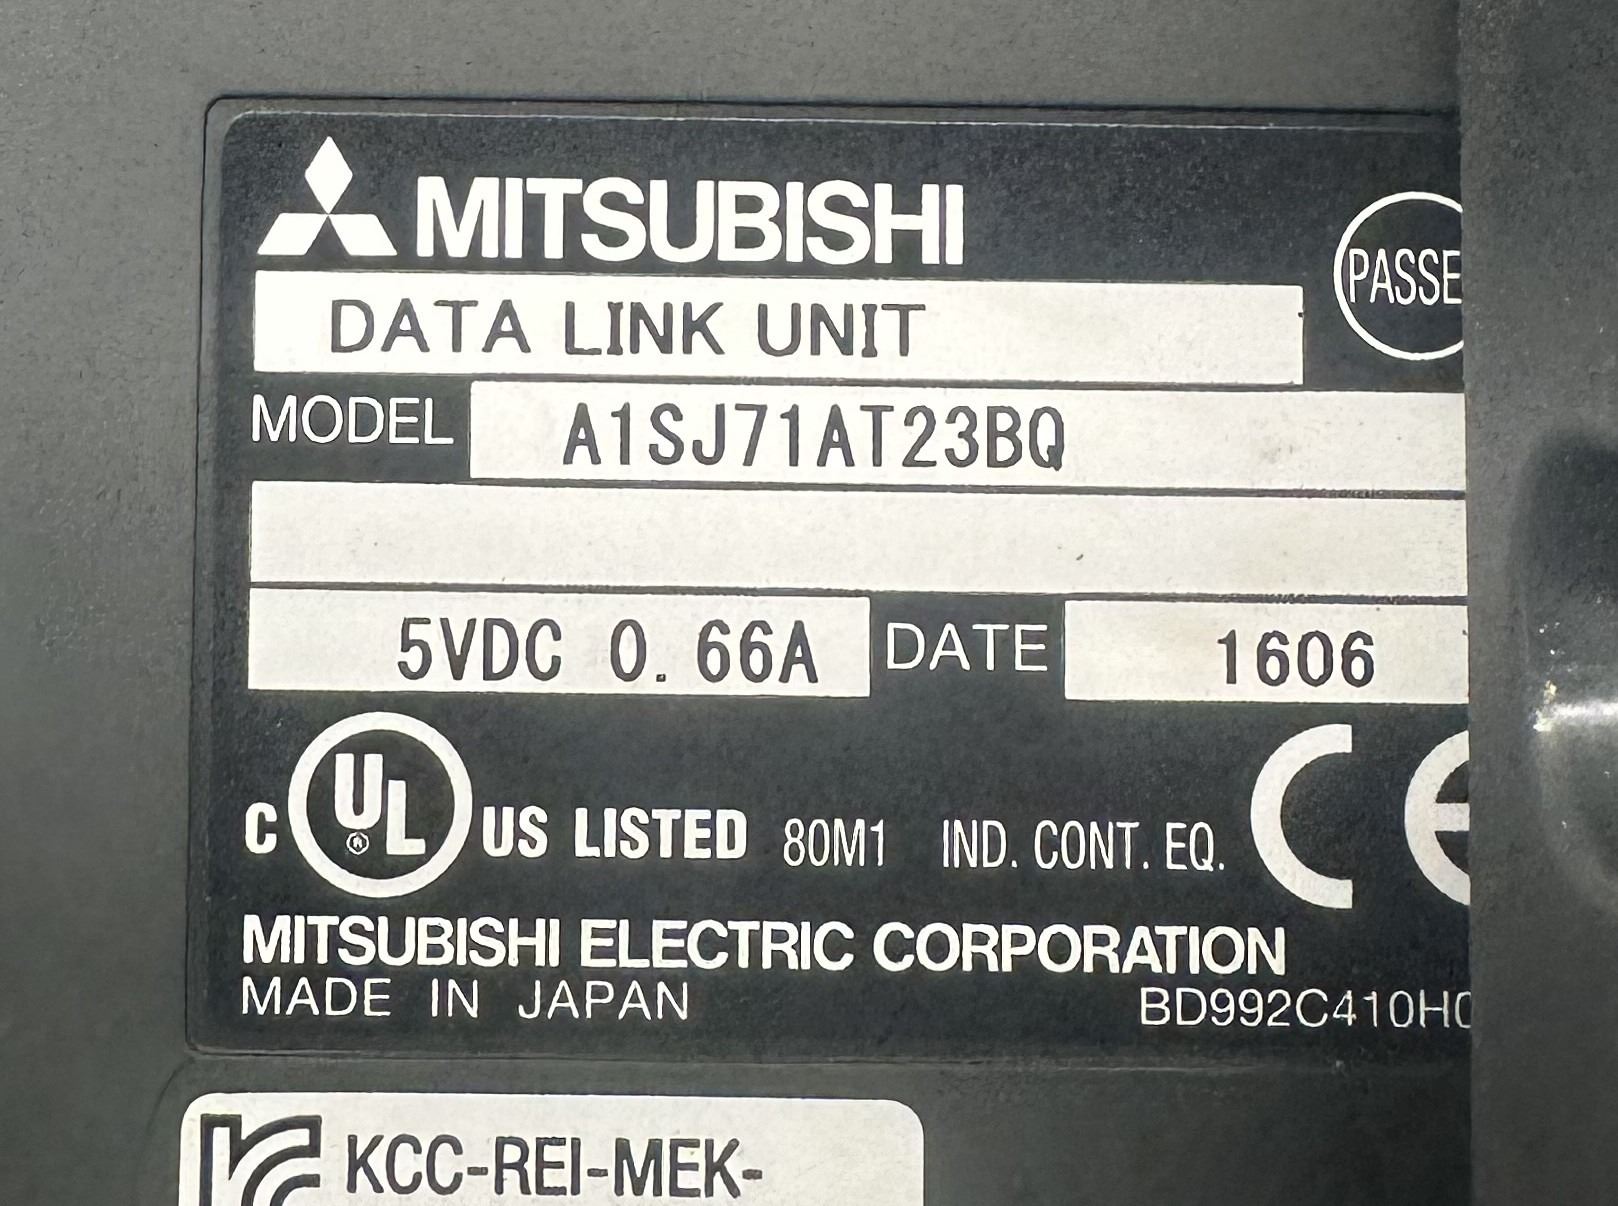 MITSUBISHI
PASSE
DATA LINK UNIT
MODEL A1SJ71AT23BQ
5VDC 0.66A DATE 1606
C UL US LISTED 80M1 IND. CONT. EQ. CE
MITSUBISHI ELECTRIC CORPORATION
MADE IN JAPAN BD992C410H0
KCC-REI-MEK-